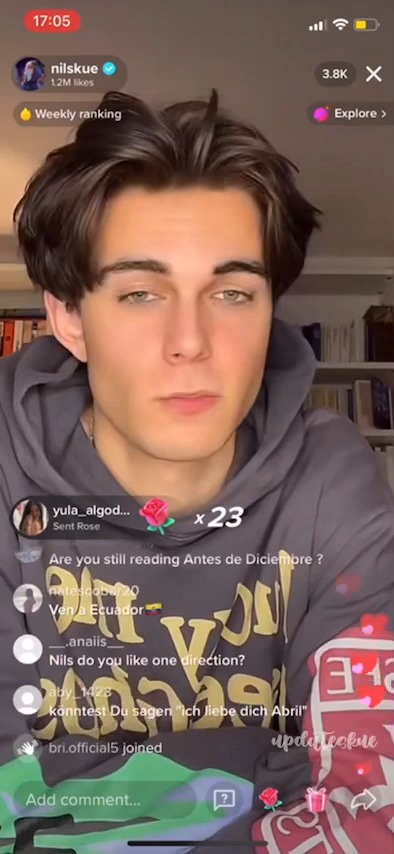 17:05
nilskue
1.2M likes
3.8K
Weekly ranking
Explore >
yula_algod...
Sent Rose
x23
Are you still reading Antes de Diciembre ?
natescobar20
Ven a Ecuador🇪🇨
__.anaiis__
Nils do you like one direction?
aby_1423
könntest Du sagen "ich liebe dich Abril"
updateskue
bri.official5 joined
Add comment...